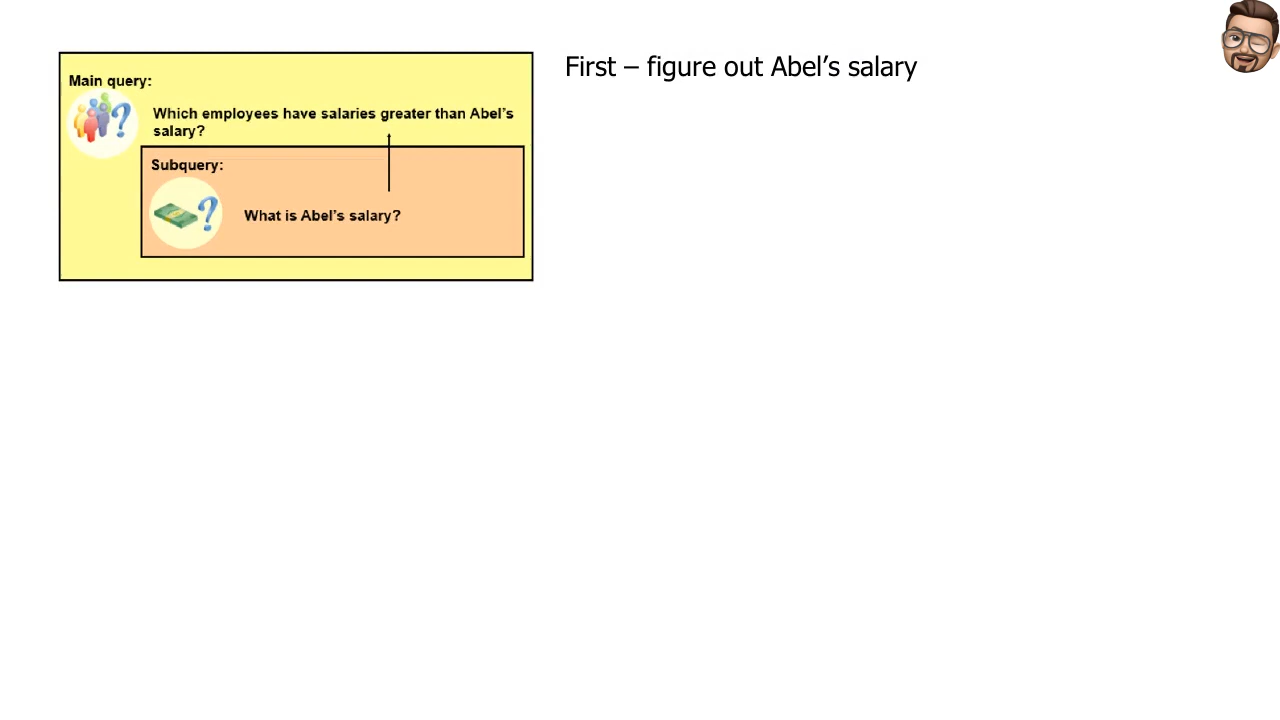 Main query:
Which employees have salaries greater than Abel's
salary?
Subquery:
What is Abel's salary?
First – figure out Abel’s salary